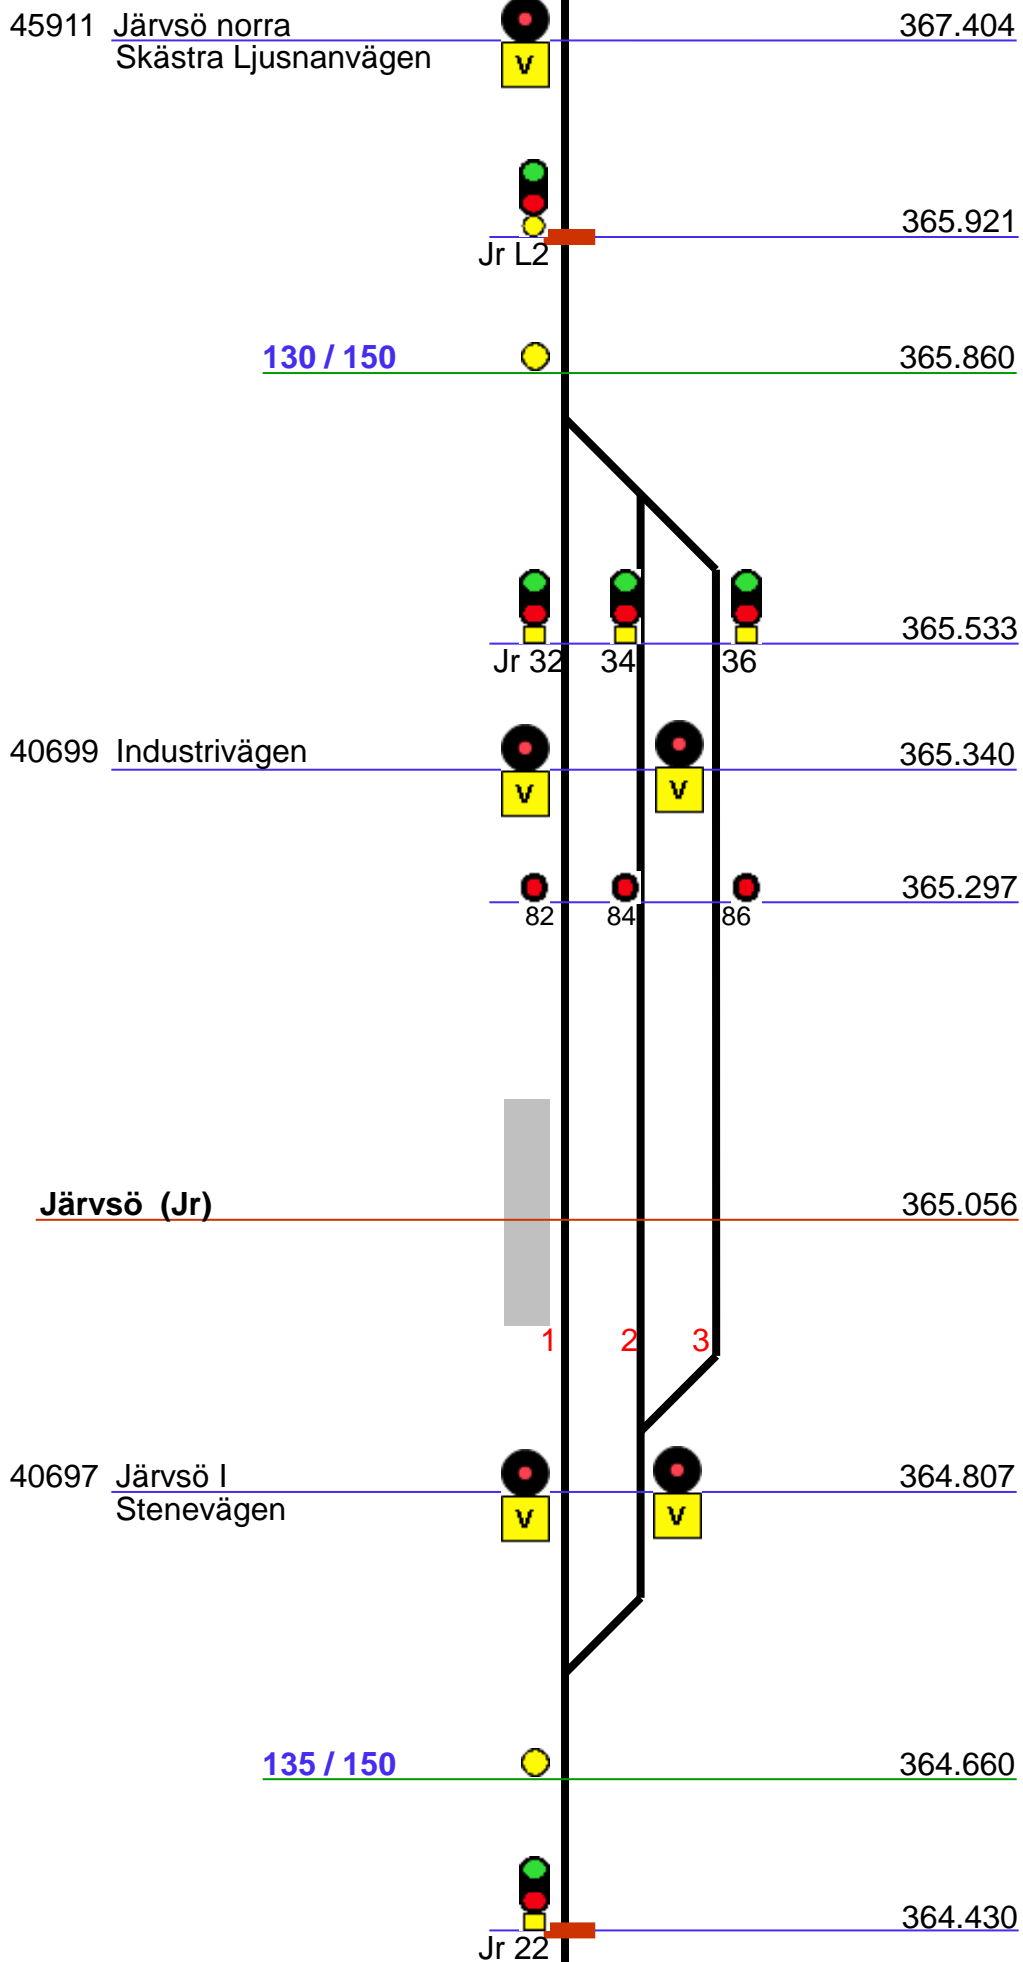 45911 Järvsö norra 367.404
Skästra Ljusnanvägen
V
365.921
Jr L2
130 / 150 365.860
365.533
Jr 32 34 36
40699 Industrivägen 365.340
V V
365.297
82 84 86
Järvsö (Jr) 365.056
1 2 3
40697 Järvsö I 364.807
Stenevägen
V V
135 / 150 364.660
364.430
Jr 22